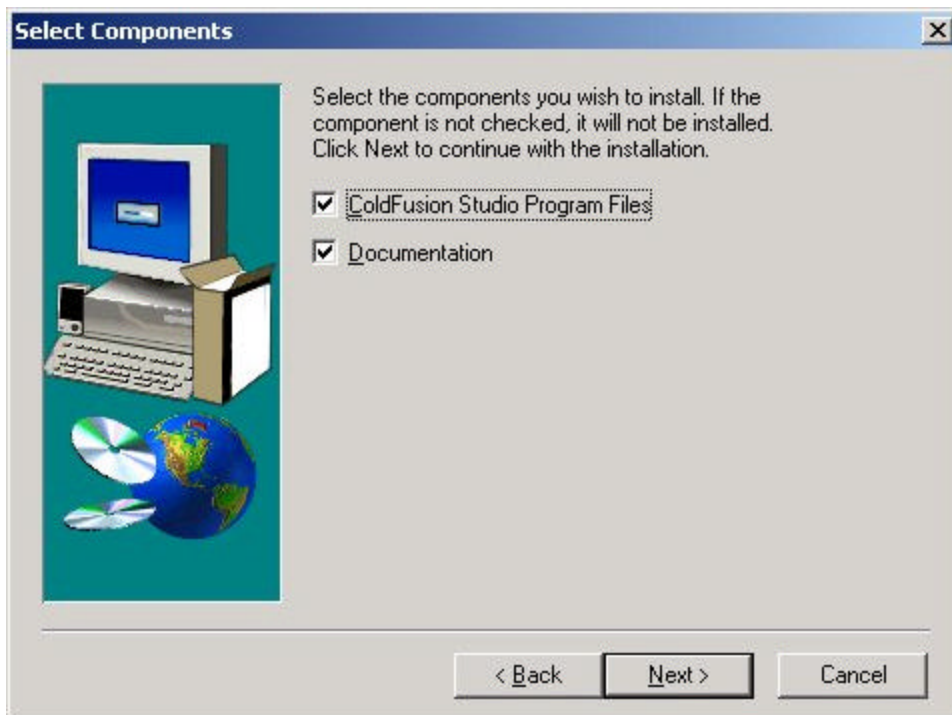 Select Components
Select the components you wish to install. If the
component is not checked, it will not be installed.
Click Next to continue with the installation.
ColdFusion Studio Program Files
Documentation
< Back
Next >
Cancel